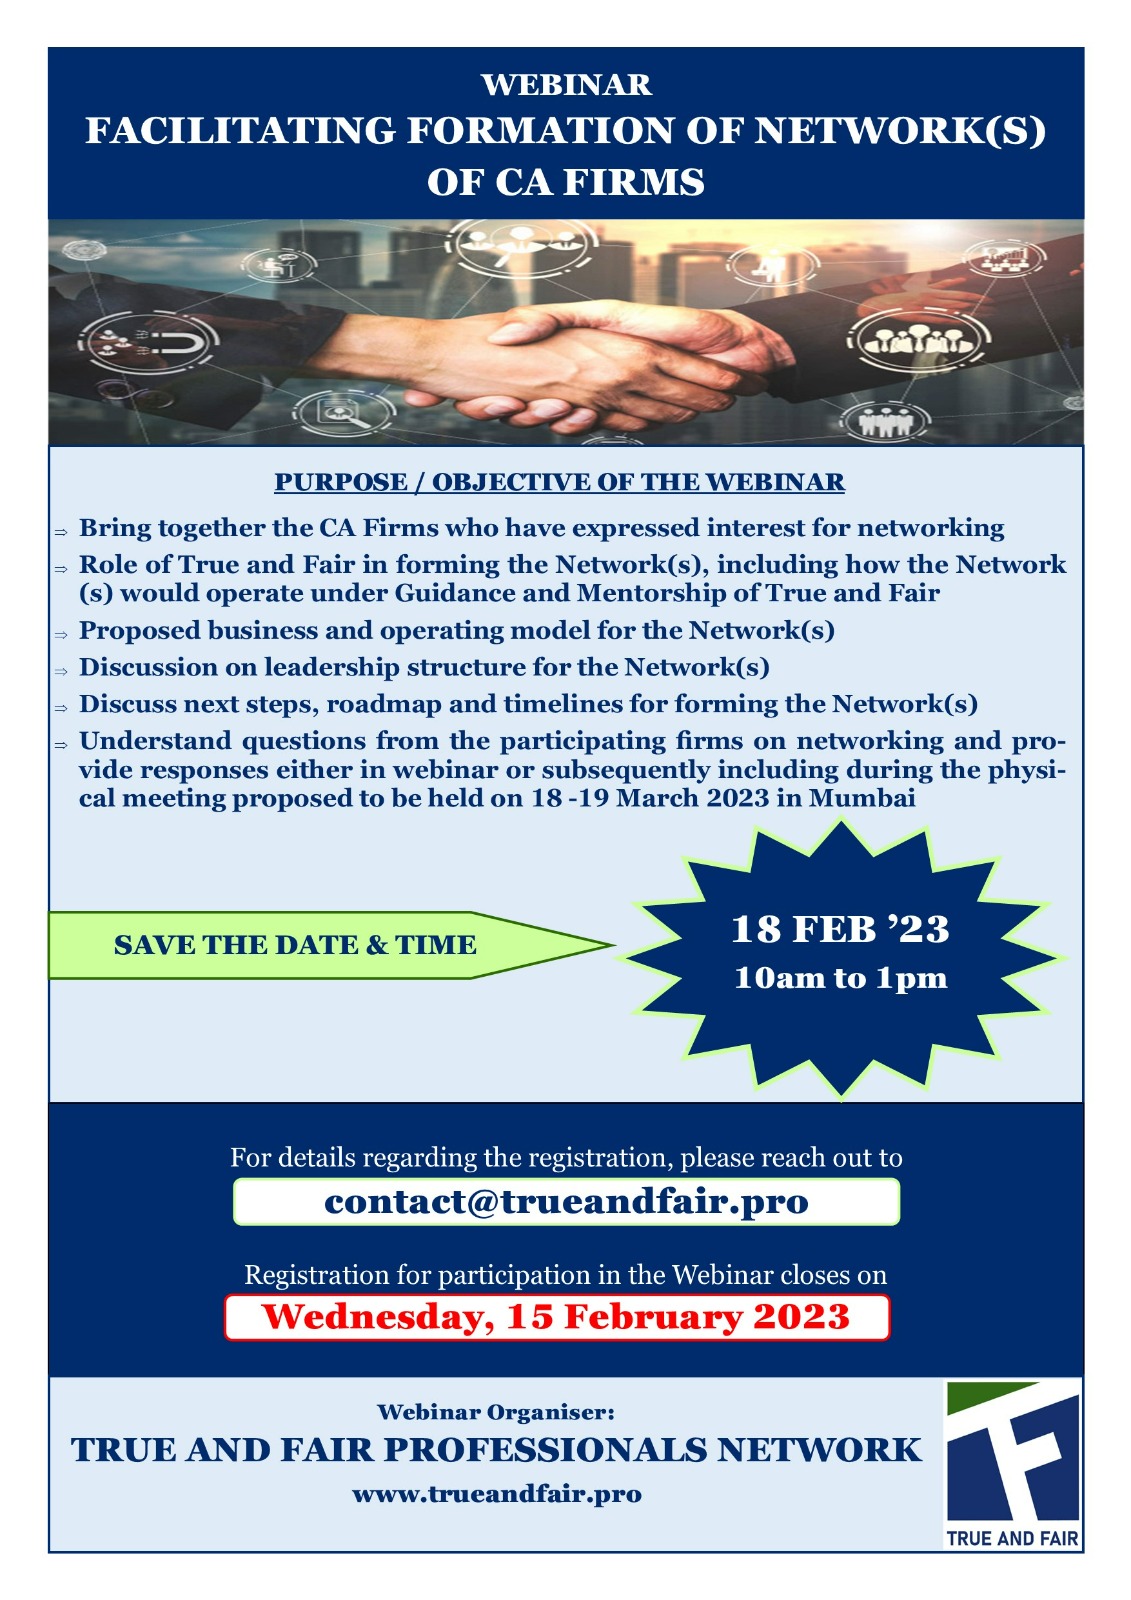 WEBINAR
FACILITATING FORMATION OF NETWORK(S)
OF CA FIRMS
PURPOSE / OBJECTIVE OF THE WEBINAR
⇒ Bring together the CA Firms who have expressed interest for networking
⇒ Role of True and Fair in forming the Network(s), including how the Network
(s) would operate under Guidance and Mentorship of True and Fair
⇒ Proposed business and operating model for the Network(s)
⇒ Discussion on leadership structure for the Network(s)
⇒ Discuss next steps, roadmap and timelines for forming the Network(s)
⇒ Understand questions from the participating firms on networking and pro-
vide responses either in webinar or subsequently including during the physi-
cal meeting proposed to be held on 18 -19 March 2023 in Mumbai
SAVE THE DATE & TIME
18 FEB ’23
10am to 1pm
For details regarding the registration, please reach out to
contact@trueandfair.pro
Registration for participation in the Webinar closes on
Wednesday, 15 February 2023
Webinar Organiser:
TRUE AND FAIR PROFESSIONALS NETWORK
www.trueandfair.pro
TF
TRUE AND FAIR